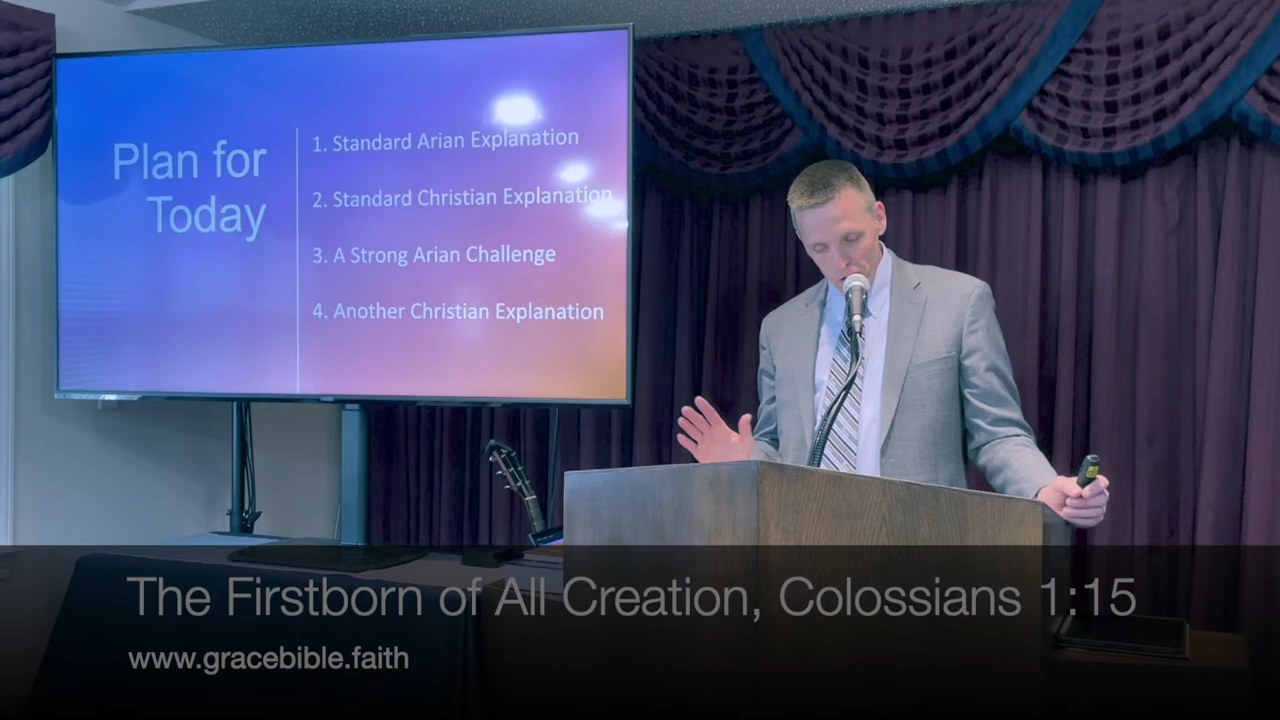 Plan for
Today
1. Standard Arian Explanation
2. Standard Christian Explanation
3. A Strong Arian Challenge
4. Another Christian Explanation
The Firstborn of All Creation, Colossians 1:15
www.gracebible.faith